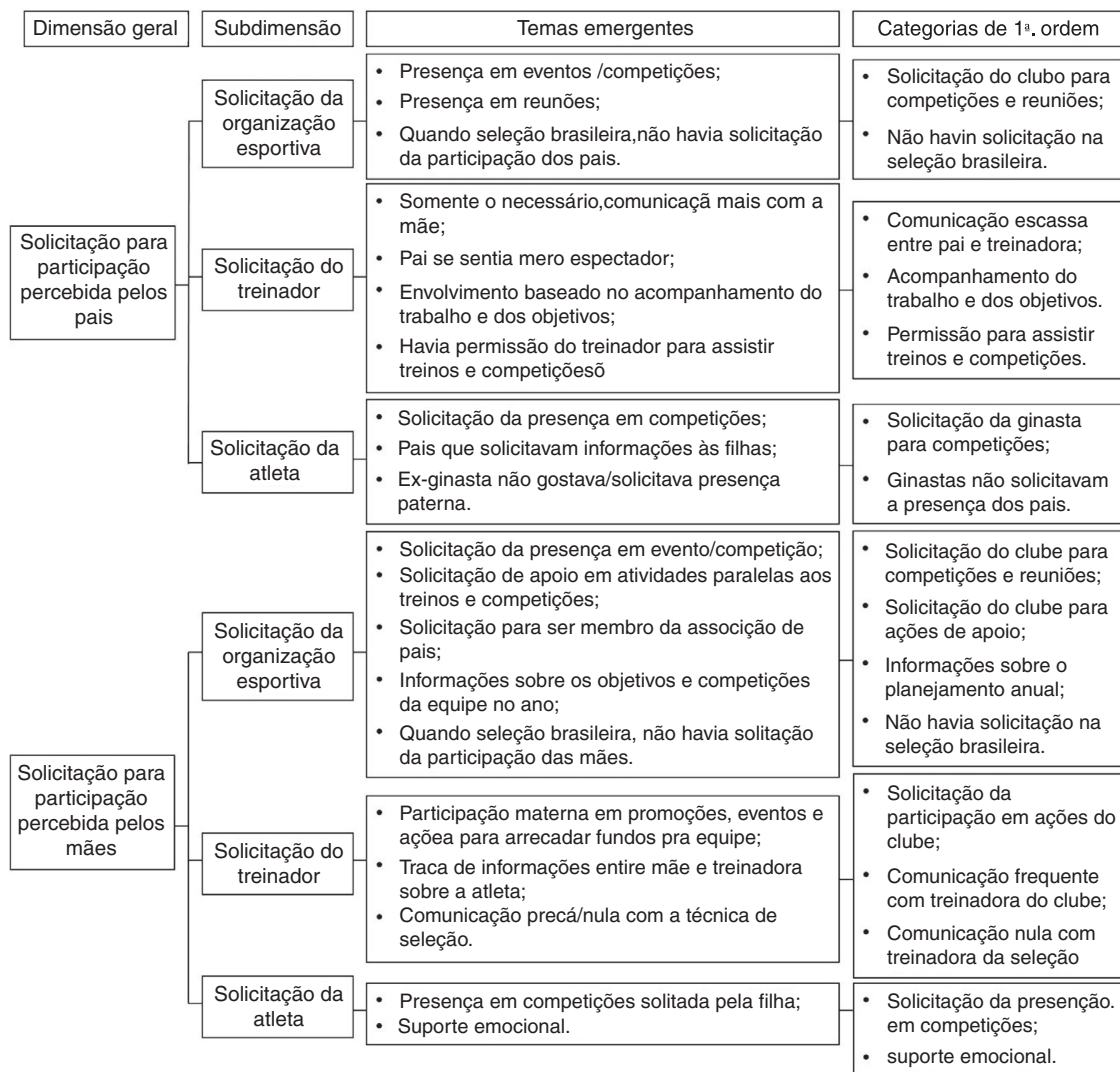 Dimensão geral
Subdimensão
Temas emergentes
Categorias de 1ª. ordem
Solicitação para
participação
percebida pelos
pais
Solicitação da
organização
esportiva
• Presença em eventos /competições;
• Presença em reunões;
• Quando seleção brasileira,não havia solicitação
da participação dos pais.
• Solicitação do clubo para
competições e reuniões;
• Não havin solicitação na
seleção brasileira.
Solicitação do
treinador
• Somente o necessário,comunicaçã mais com a
mãe;
• Pai se sentia mero espectador;
• Envolvimento baseado no acompanhamento do
trabalho e dos objetivos;
• Havia permissão do treinador para assistir
treinos e competiçõesõ
• Comunicação escassa
entre pai e treinadora;
• Acompanhamento do
trabalho e dos objetivos.
• Permissão para assistir
treinos e competições.
Solicitação da
atleta
• Solicitação da presença em competições;
• Pais que solicitavam informações às filhas;
• Ex-ginasta não gostava/solicitava presença
paterna.
• Solicitação da ginasta
para competições;
• Ginastas não solicitavam
a presença dos pais.
Solicitação para
participação
percebida pelos
mães
Solicitação da
organização
esportiva
• Solicitação da presença em evento/competição;
• Solicitação de apoio em atividades paralelas aos
treinos e competições;
• Solicitação para ser membro da associção de
pais;
• Informações sobre os objetivos e competições
da equipe no ano;
• Quando seleção brasileira, não havia solitação
da participação das mães.
• Solicitação do clube para
competições e reuniões;
• Solicitação do clube para
ações de apoio;
• Informações sobre o
planejamento anual;
• Não havia solicitação na
seleção brasileira.
Solicitação do
treinador
• Participação materna em promoções, eventos e
açõea para arrecadar fundos pra equipe;
• Traca de informações entire mãe e treinadora
sobre a atleta;
• Comunicação precá/nula com a técnica de
seleção.
• Solicitação da
participação em ações do
clube;
• Comunicação frequente
com treinadora do clube;
• Comunicação nula com
treinadora da seleção
Solicitação da
atleta
• Presença em competições solitada pela filha;
• Suporte emocional.
• Solicitação da presenção.
em competições;
• suporte emocional.